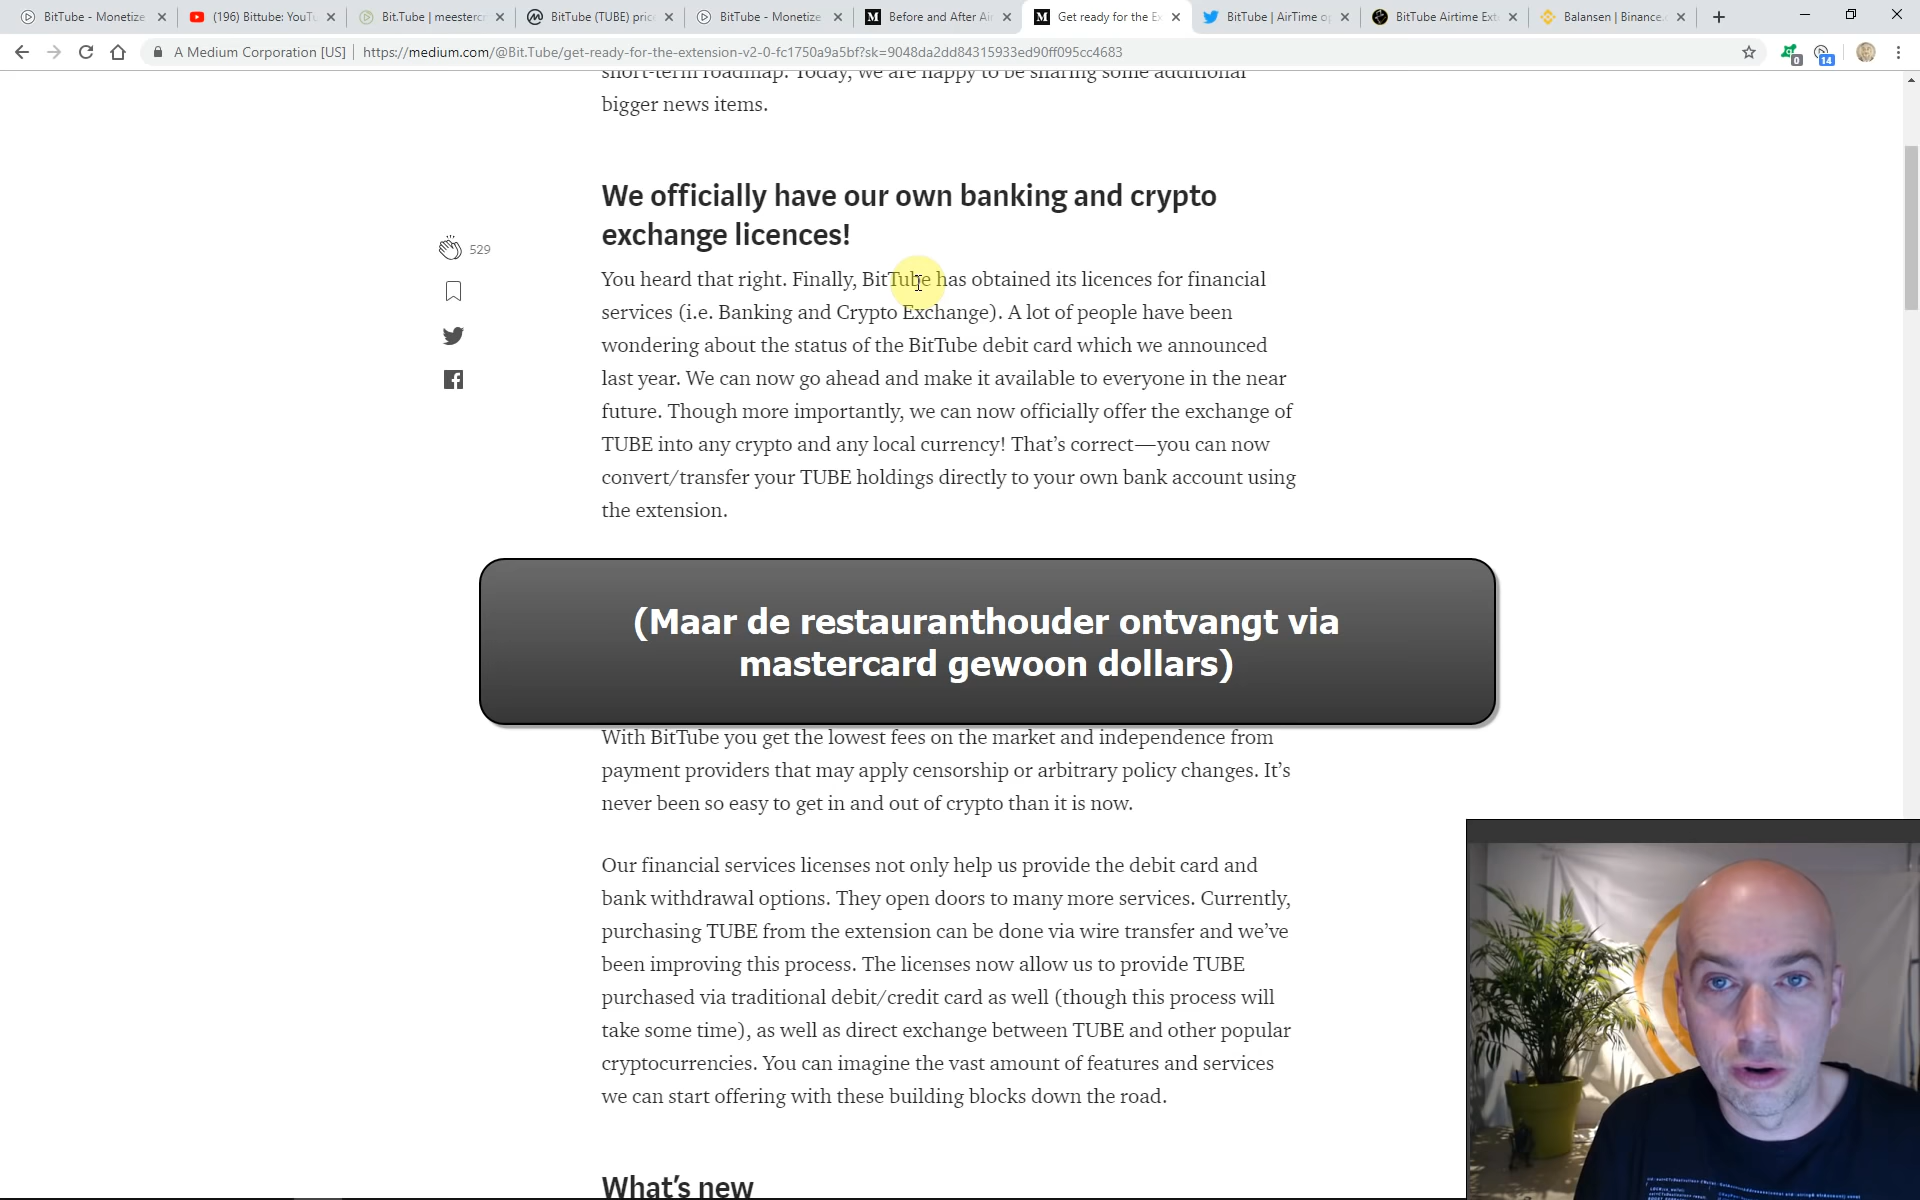 BitTube - Monetize
(196) Bittube: YouTu
Bit.Tube | meestercr
BitTube (TUBE) pric
BitTube - Monetize
Before and After Air
Get ready for the Ex
BitTube | AirTime op
BitTube Airtime Ext
Balansen | Binance.c
A Medium Corporation [US]
https://medium.com/@Bit.Tube/get-ready-for-the-extension-v2-0-fc1750a9a5bf?sk=9048da2dd84315933ed90ff095cc4683
0
14
short-term roadmap. Today, we are happy to be sharing some additional
bigger news items.
We officially have our own banking and crypto
exchange licences!
529
You heard that right. Finally, BitTube has obtained its licences for financial
services (i.e. Banking and Crypto Exchange). A lot of people have been
wondering about the status of the BitTube debit card which we announced
last year. We can now go ahead and make it available to everyone in the near
future. Though more importantly, we can now officially offer the exchange of
TUBE into any crypto and any local currency! That's correct—you can now
convert/transfer your TUBE holdings directly to your own bank account using
the extension.
(Maar de restauranthouder ontvangt via
mastercard gewoon dollars)
With BitTube you get the lowest fees on the market and independence from
payment providers that may apply censorship or arbitrary policy changes. It's
never been so easy to get in and out of crypto than it is now.
Our financial services licenses not only help us provide the debit card and
bank withdrawal options. They open doors to many more services. Currently,
purchasing TUBE from the extension can be done via wire transfer and we've
been improving this process. The licenses now allow us to provide TUBE
purchased via traditional debit/credit card as well (though this process will
take some time), as well as direct exchange between TUBE and other popular
cryptocurrencies. You can imagine the vast amount of features and services
we can start offering with these building blocks down the road.
What's new